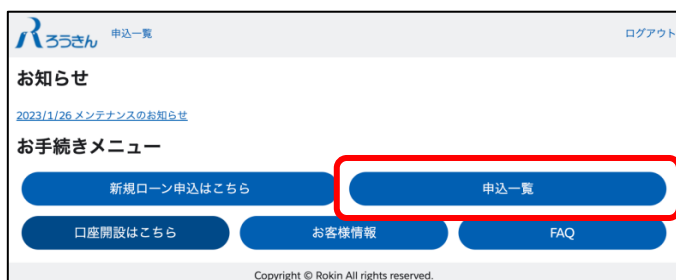 ろうきん 申込一覧 ログアウト
お知らせ
2023/1/26 メンテナンスのお知らせ
お手続きメニュー
新規ローン申込はこちら 申込一覧
口座開設はこちら お客様情報 FAQ
Copyright © Rokin All rights reserved.